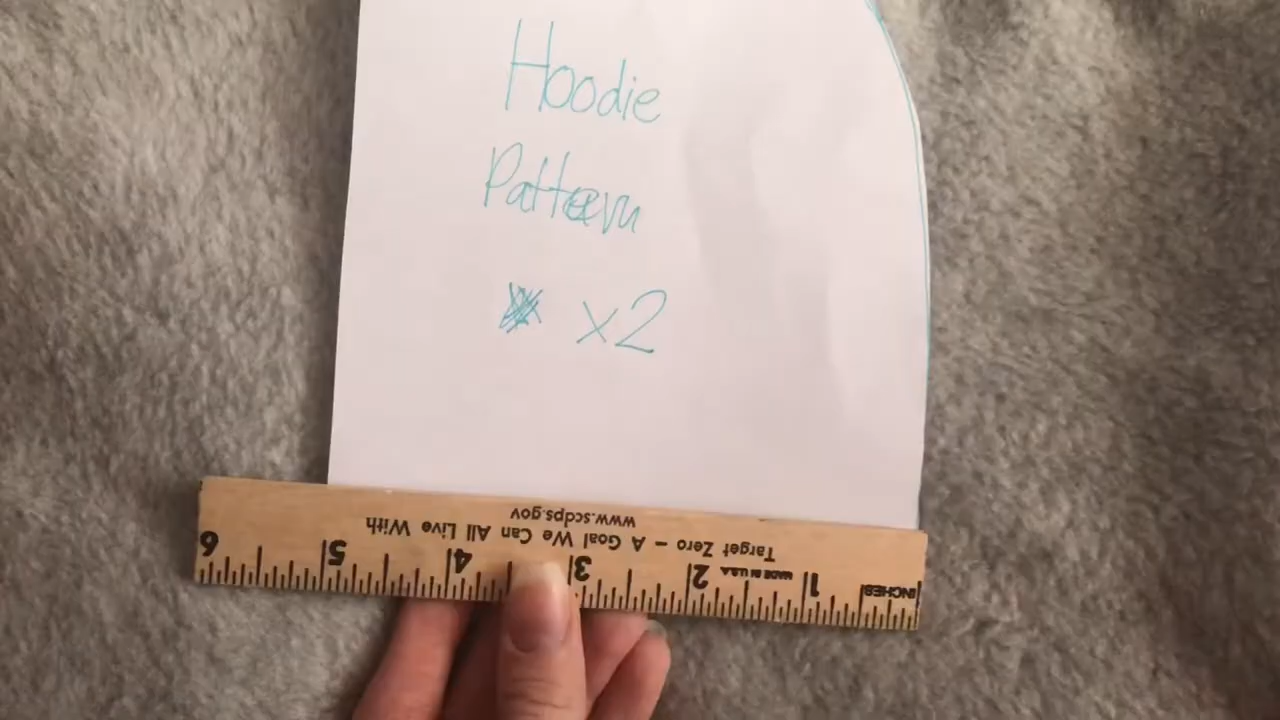 Hoodie
Pattern
x2
www.scdps.gov
Target Zero – A Goal We Can All Live With
INCHES 1 MADE IN U.S.A. 2 3 4 5 6